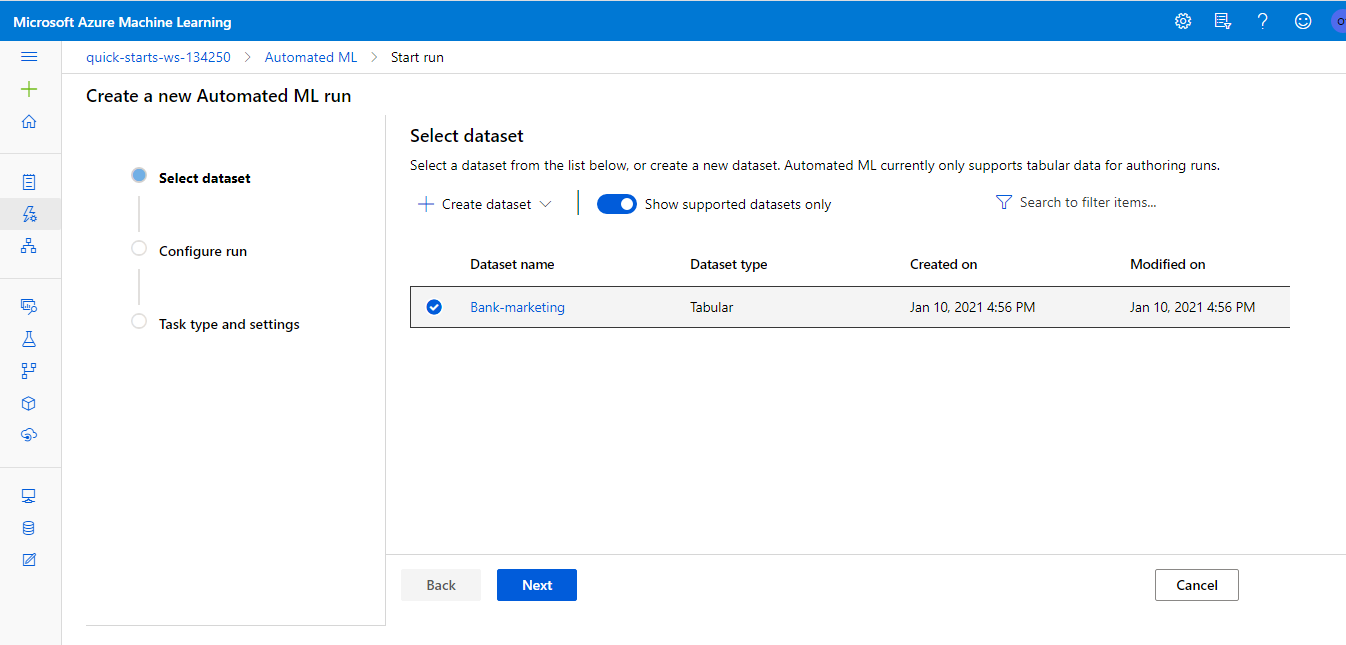 Microsoft Azure Machine Learning
quick-starts-ws-134250 > Automated ML > Start run
Create a new Automated ML run
Select dataset
Configure run
Task type and settings
Select dataset
Select a dataset from the list below, or create a new dataset. Automated ML currently only supports tabular data for authoring runs.
Create dataset Show supported datasets only Search to filter items...
Dataset name Dataset type Created on Modified on
Bank-marketing Tabular Jan 10, 2021 4:56 PM Jan 10, 2021 4:56 PM
Back Next Cancel